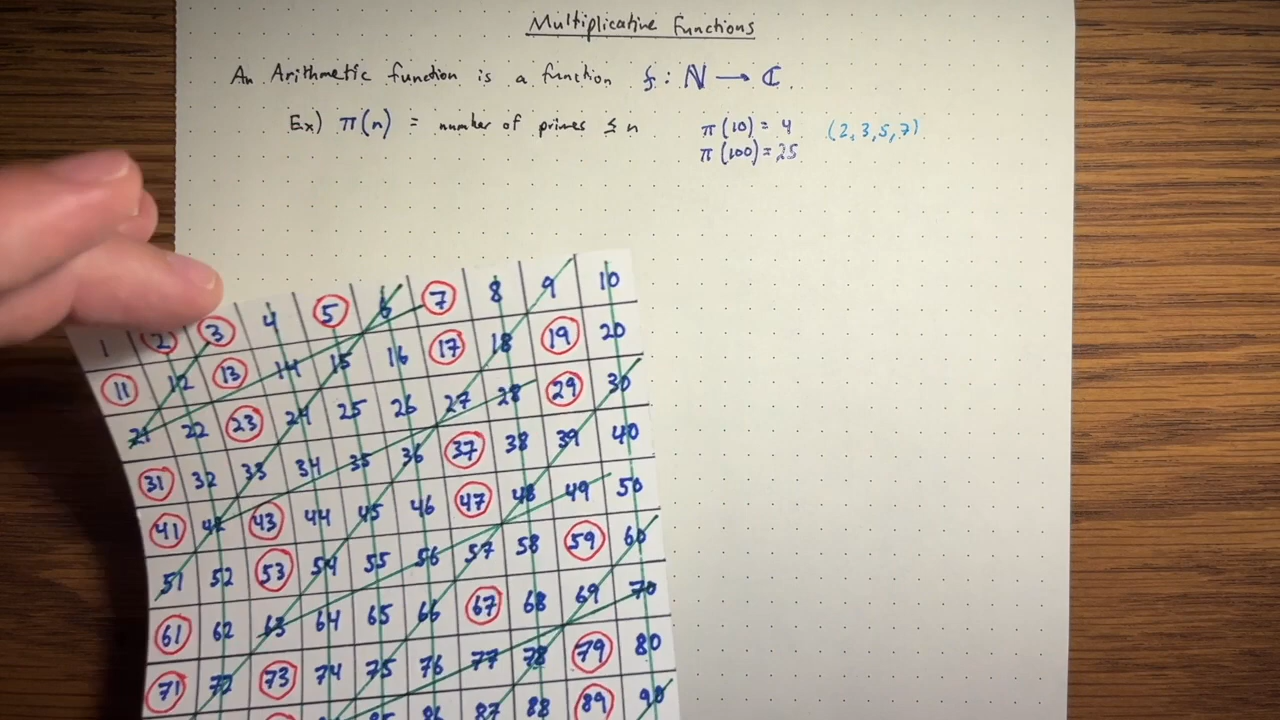 Multiplicative Functions
An Arithmetic function is a function f : ℕ → ℂ.
Ex) π(n) = number of primes ≤ n
π(10) = 4 (2,3,5,7)
π(100) = 25
1 2 3 4 5 6 7 8 9 10
11 12 13 14 15 16 17 18 19 20
21 22 23 24 25 26 27 28 29 30
31 32 33 34 35 36 37 38 39 40
41 42 43 44 45 46 47 48 49 50
51 52 53 54 55 56 57 58 59 60
61 62 63 64 65 66 67 68 69 70
71 72 73 74 75 76 77 78 79 80
85 86 87 88 89 90